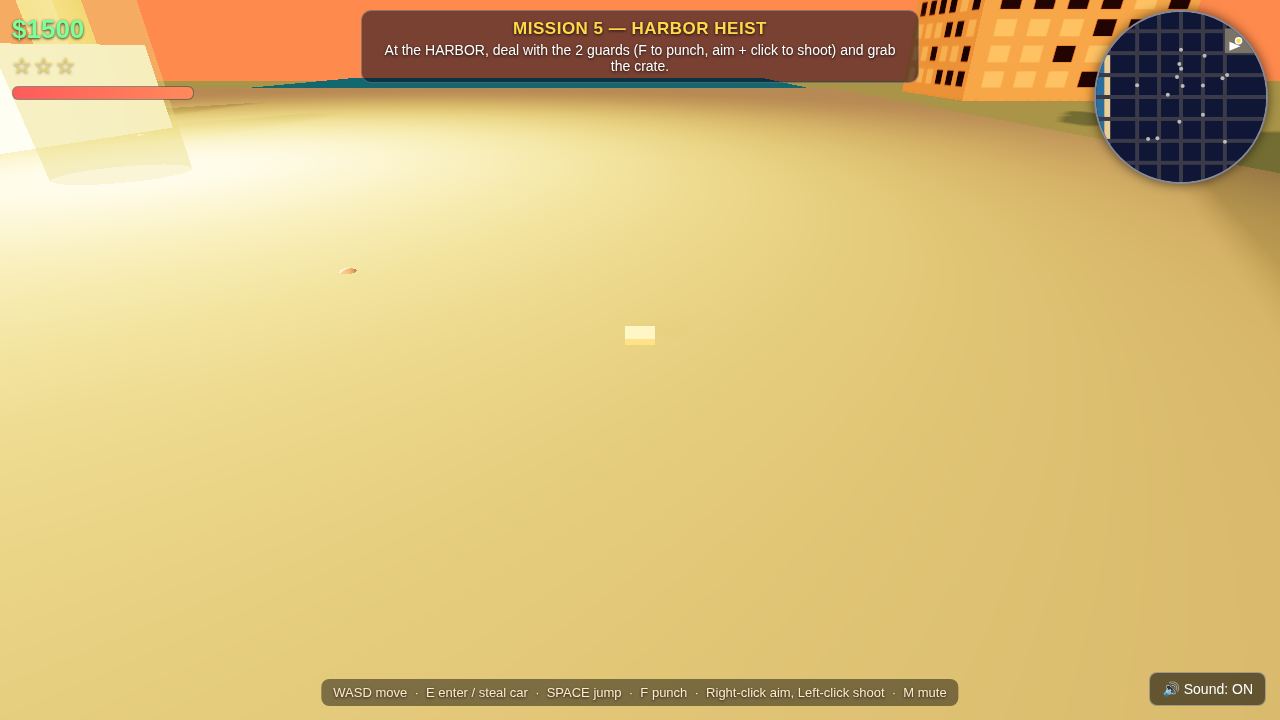 $1500
MISSION 5 — HARBOR HEIST
At the HARBOR, deal with the 2 guards (F to punch, aim + click to shoot) and grab
the crate.
WASD move · E enter / steal car · SPACE jump · F punch · Right-click aim, Left-click shoot · M mute
🔊 Sound: ON